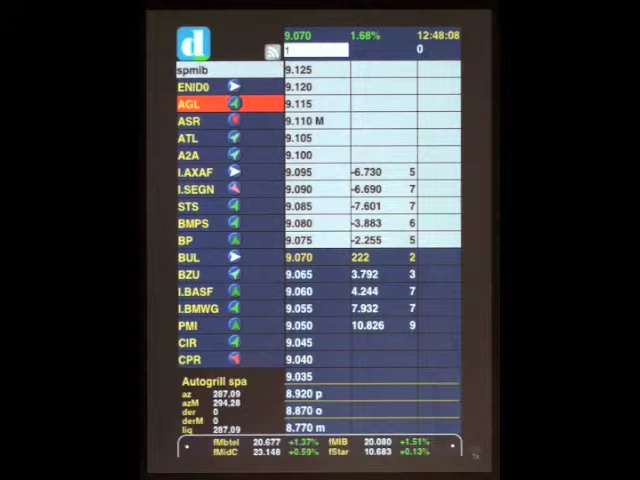 d 9.070 1.68% 12:48:08
1 0
spmib 9.125
ENID0 9.120
AGL 9.115
ASR 9.110 M
ATL 9.105
A2A 9.100
I.AXAF 9.095 -6.730 5
I.SEGN 9.090 -6.690 7
STS 9.085 -7.601 7
BMPS 9.080 -3.883 6
BP 9.075 -2.255 5
BUL 9.070 222 2
BZU 9.065 3.792 3
I.BASF 9.060 4.244 7
I.BMWG 9.055 7.932 7
PMI 9.050 10.826 9
CIR 9.045
CPR 9.040
9.035
Autogrill spa
az 287,09 8.920 p
azM 294,28
der 0 8.870 o
derM 0
liq 287,09 8.770 m
fMbtel 20.677 +1.37% fMIB 20.080 +1.51%
fMidC 23.148 +0.59% fStar 10.683 +0.13%